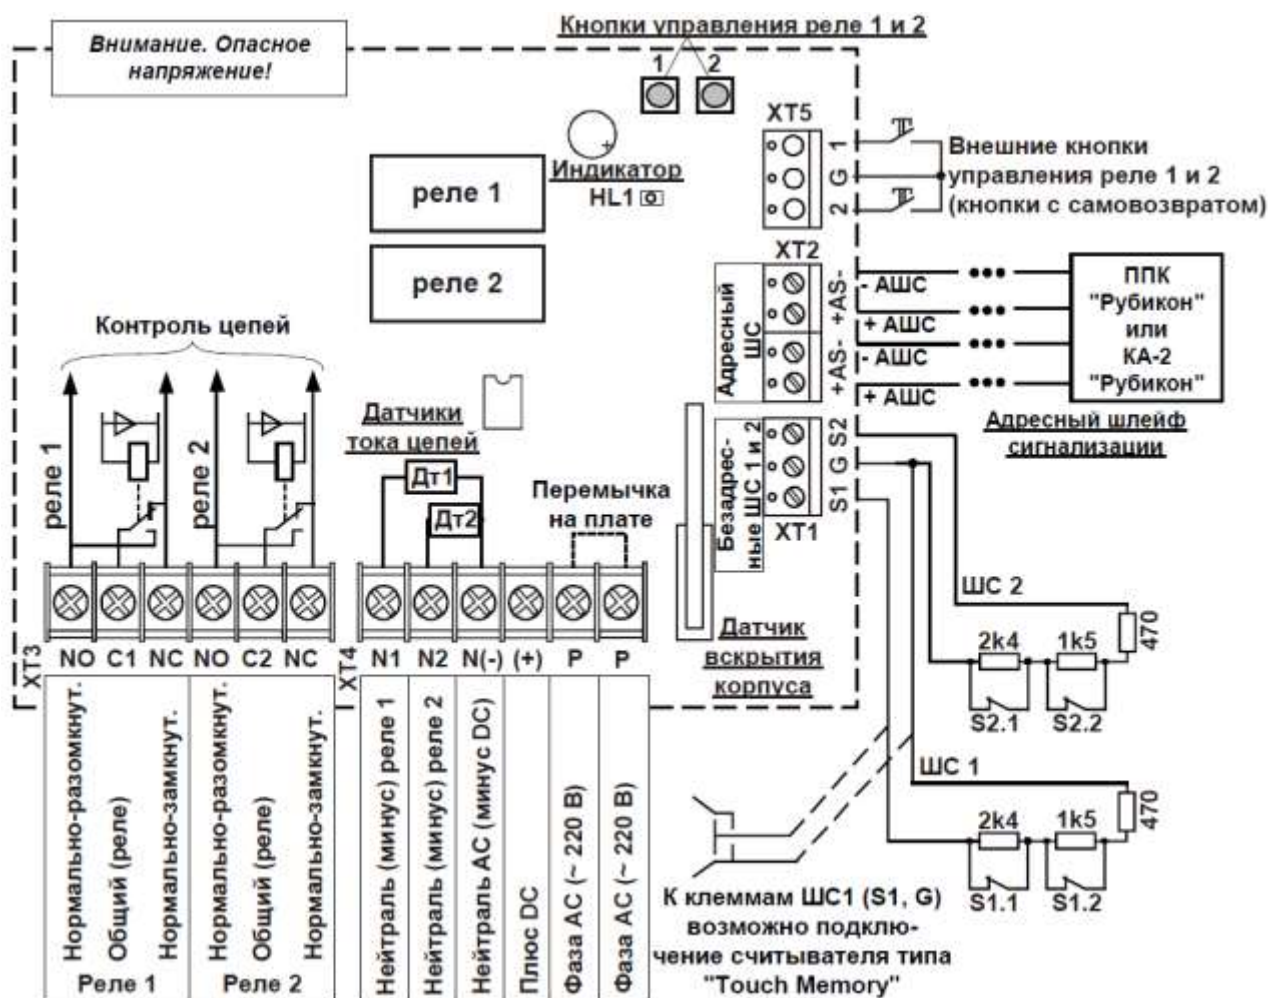 Кнопки управления реле 1 и 2
Внимание. Опасное
напряжение!
1 2
XT5
1
G
2
Внешние кнопки
управления реле 1 и 2
(кнопки с самовозвратом)
Индикатор
HL1
+
реле 1
реле 2
XT2
Адресный
ШС
+AS-
+AS-
- АШС
+ АШС
- АШС
+ АШС
ППК
"Рубикон"
или
КА-2
"Рубикон"
Адресный шлейф
сигнализации
Контроль цепей
реле 1
реле 2
Датчики
тока цепей
Дт1
Дт2
Перемычка
на плате
Безадрес-
ные ШС 1 и 2
S2
G
S1
XT1
Датчик
вскрытия
корпуса
ШС 2
2k4 1k5
470
S2.1 S2.2
ШС 1
2k4 1k5
470
S1.1 S1.2
XT3
NO C1 NC NO C2 NC
XT4
N1 N2 N(-) (+) P P
Нормально-разомкнут.
Общий (реле)
Нормально-замкнут.
Нормально-разомкнут.
Общий (реле)
Нормально-замкнут.
Реле 1 Реле 2
Нейтраль (минус) реле 1
Нейтраль (минус) реле 2
Нейтраль AC (минус DC)
Плюс DC
Фаза AC (~ 220 В)
Фаза AC (~ 220 В)
К клеммам ШС1 (S1, G)
возможно подклю-
чение считывателя типа
"Touch Memory"